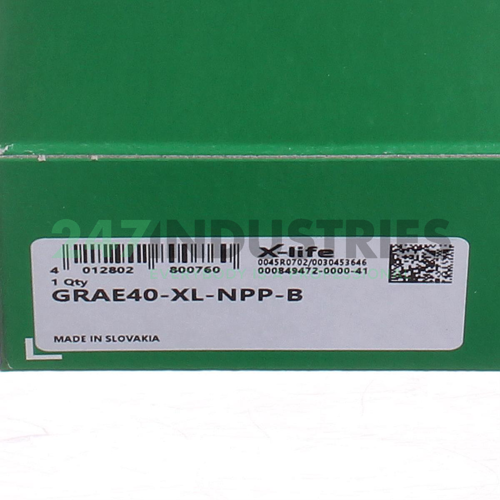 247INDUSTRIES
X-life
4 012802 800760
0045R0702/0030453646
000849472-0000-41
1 Qty
GRAE40-XL-NPP-B
MADE IN SLOVAKIA